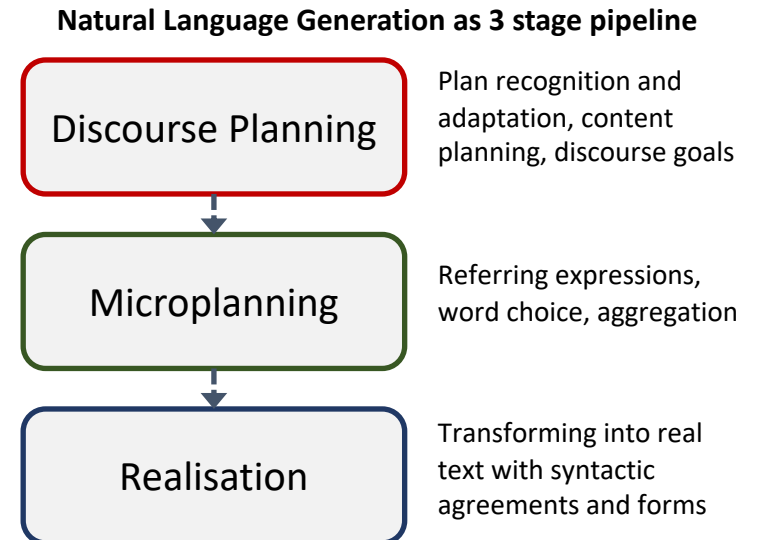 Natural Language Generation as 3 stage pipeline
Discourse Planning
Plan recognition and
adaptation, content
planning, discourse goals
Microplanning
Referring expressions,
word choice, aggregation
Realisation
Transforming into real
text with syntactic
agreements and forms